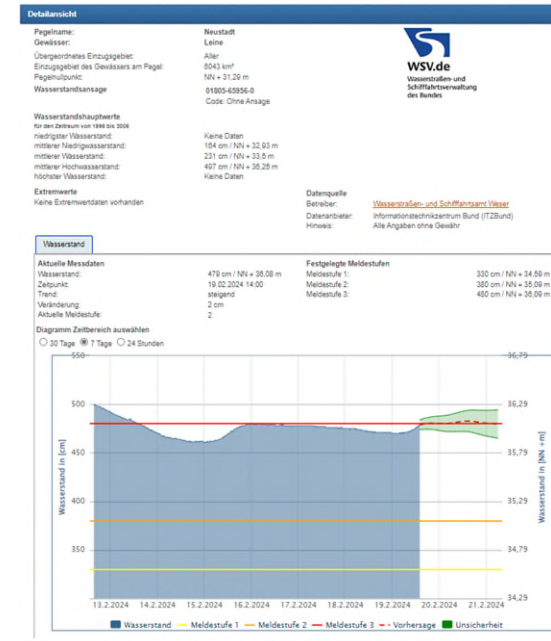 Detailansicht
Pegelname: Neustadt
Gewässer: Leine
Übergeordnetes Einzugsgebiet: Aller
Einzugsgebiet des Gewässers am Pegel: 6043 km²
Pegelnullpunkt: NN + 31,29 m
Wasserstandsansage 01805-65956-0
Code: Ohne Ansage
WSV.de
Wasserstraßen- und
Schifffahrtsverwaltung
des Bundes
Wasserstandshauptwerte
für den Zeitraum von 1996 bis 2006
niedrigster Wasserstand: Keine Daten
mittlerer Niedrigwasserstand: 164 cm / NN + 32,93 m
mittlerer Wasserstand: 231 cm / NN + 33,6 m
mittlerer Hochwasserstand: 497 cm / NN + 36,26 m
höchster Wasserstand: Keine Daten
Extremwerte
Keine Extremwertdaten vorhanden
Datenquelle
Betreiber: Wasserstraßen- und Schifffahrtsamt Weser
Datenanbieter: Informationstechnikzentrum Bund (ITZBund)
Hinweis: Alle Angaben ohne Gewähr
Wasserstand
Aktuelle Messdaten
Wasserstand: 479 cm / NN + 36,08 m
Zeitpunkt: 19.02.2024 14:00
Trend: steigend
Veränderung: 2 cm
Aktuelle Meldestufe: 2
Festgelegte Meldestufen
Meldestufe 1: 330 cm / NN + 34,59 m
Meldestufe 2: 380 cm / NN + 35,09 m
Meldestufe 3: 480 cm / NN + 36,09 m
Diagramm Zeitbereich auswählen
30 Tage 7 Tage 24 Stunden
550 36,79
500 36,29
450 35,79
400 35,29
350 34,79
34,29
Wasserstand in [cm]
Wasserstand in [NN +m]
13.2.2024 14.2.2024 15.2.2024 16.2.2024 17.2.2024 18.2.2024 19.2.2024 20.2.2024 21.2.2024
Wasserstand Meldestufe 1 Meldestufe 2 Meldestufe 3 Vorhersage Unsicherheit